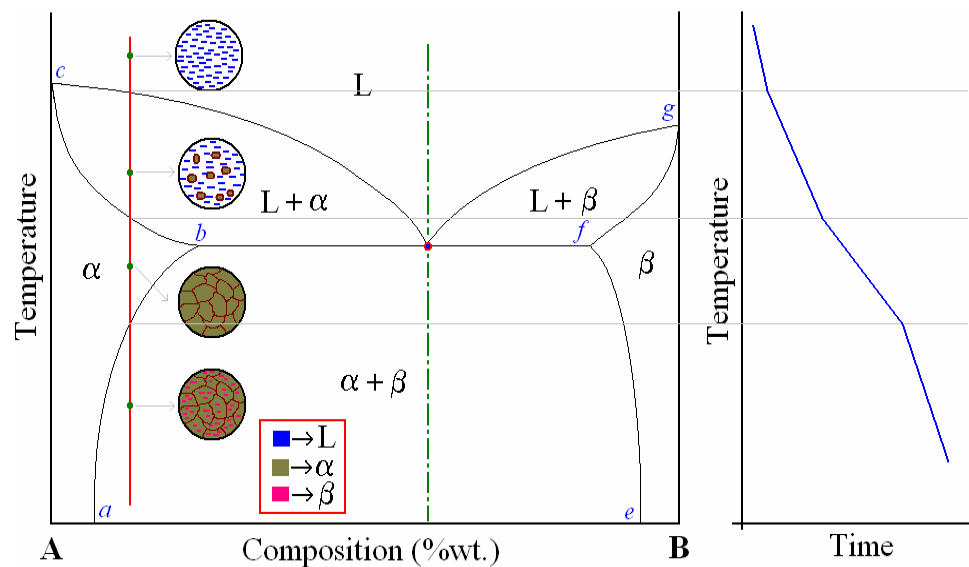 c
L
g
L + α
L + β
b
f
α
β
Temperature
Temperature
α + β
→L
→α
→β
a
e
A
Composition (%wt.)
B
Time